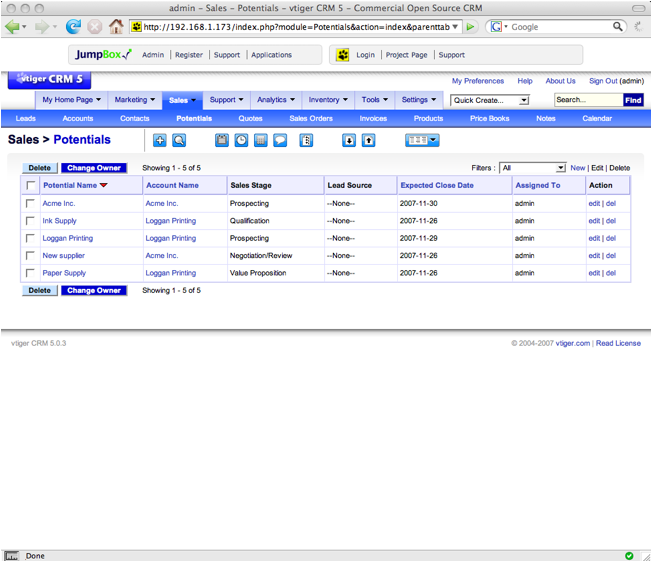 admin – Sales – Potentials – vtiger CRM 5 – Commercial Open Source CRM
http://192.168.1.173/index.php?module=Potentials&action=index&parenttab
Google
JumpBox Admin | Register | Support | Applications
Login | Project Page | Support
vtiger CRM 5
My Preferences Help About Us Sign Out (admin)
My Home Page Marketing Sales Support Analytics Inventory Tools Settings Quick Create... Search... Find
Leads Accounts Contacts Potentials Quotes Sales Orders Invoices Products Price Books Notes Calendar
Sales > Potentials
Delete Change Owner Showing 1 - 5 of 5 Filters : All New | Edit | Delete
Potential Name Account Name Sales Stage Lead Source Expected Close Date Assigned To Action
Acme Inc. Acme Inc. Prospecting --None-- 2007-11-30 admin edit | del
Ink Supply Loggan Printing Qualification --None-- 2007-11-26 admin edit | del
Loggan Printing Loggan Printing Prospecting --None-- 2007-11-29 admin edit | del
New supplier Acme Inc. Negotiation/Review --None-- 2007-11-26 admin edit | del
Paper Supply Loggan Printing Value Proposition --None-- 2007-11-26 admin edit | del
Delete Change Owner Showing 1 - 5 of 5
vtiger CRM 5.0.3 © 2004-2007 vtiger.com | Read License
Done